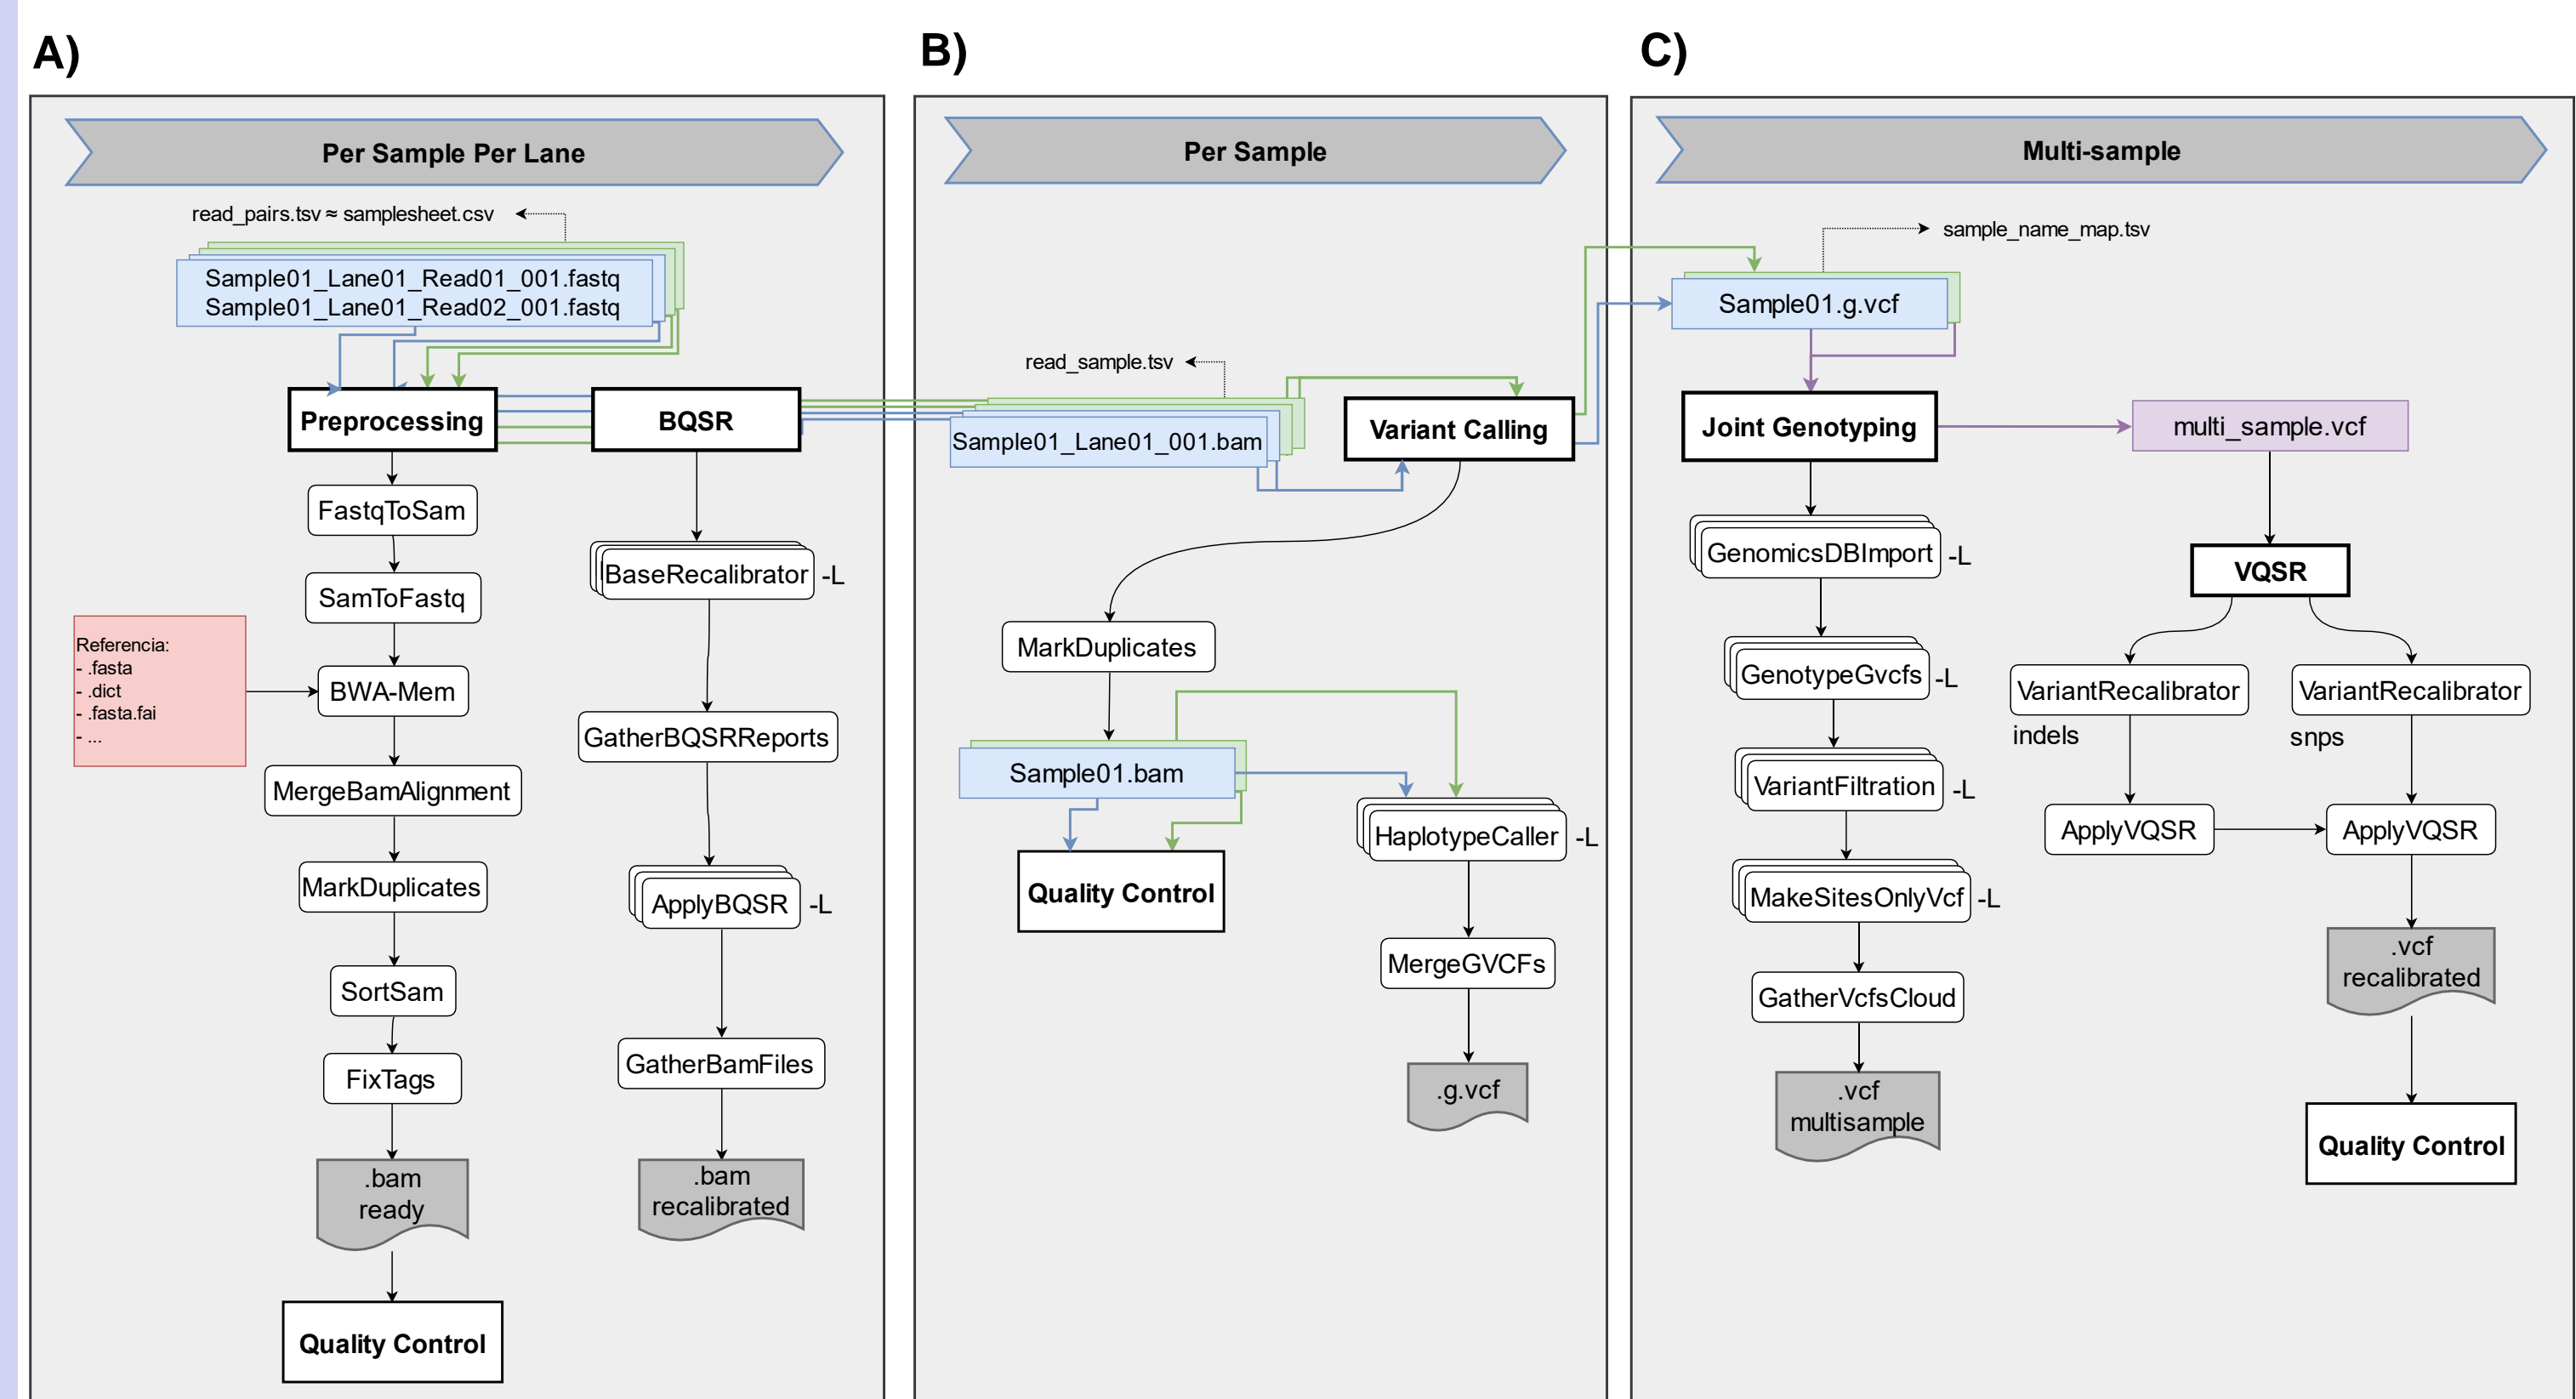 A)
Per Sample Per Lane
read_pairs.tsv ≈ samplesheet.csv
Sample01_Lane01_Read01_001.fastq
Sample01_Lane01_Read02_001.fastq
Preprocessing
BQSR
FastqToSam
SamToFastq
Referencia:
- .fasta
- .dict
- .fasta.fai
- ...
BWA-Mem
MergeBamAlignment
MarkDuplicates
SortSam
FixTags
.bam
ready
Quality Control
BaseRecalibrator -L
GatherBQSRReports
ApplyBQSR -L
GatherBamFiles
.bam
recalibrated
B)
Per Sample
read_sample.tsv
Sample01_Lane01_001.bam
Variant Calling
MarkDuplicates
Sample01.bam
Quality Control
HaplotypeCaller -L
MergeGVCFs
.g.vcf
C)
Multi-sample
sample_name_map.tsv
Sample01.g.vcf
Joint Genotyping
multi_sample.vcf
GenomicsDBImport -L
GenotypeGvcfs -L
VariantFiltration -L
MakeSitesOnlyVcf -L
GatherVcfsCloud
.vcf
multisample
VQSR
VariantRecalibrator
indels
VariantRecalibrator
snps
ApplyVQSR
ApplyVQSR
.vcf
recalibrated
Quality Control